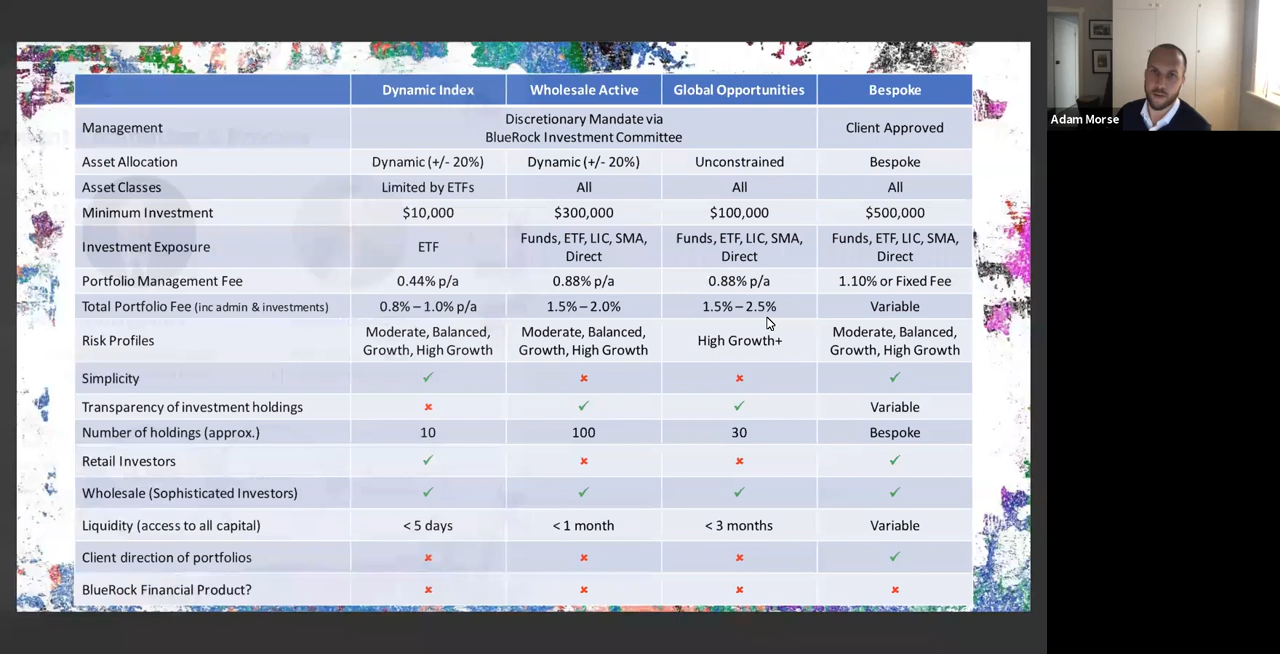 Dynamic Index Wholesale Active Global Opportunities Bespoke
Management Discretionary Mandate via BlueRock Investment Committee Client Approved
Asset Allocation Dynamic (+/- 20%) Dynamic (+/- 20%) Unconstrained Bespoke
Asset Classes Limited by ETFs All All All
Minimum Investment $10,000 $300,000 $100,000 $500,000
Investment Exposure ETF Funds, ETF, LIC, SMA, Direct Funds, ETF, LIC, SMA, Direct Funds, ETF, LIC, SMA, Direct
Portfolio Management Fee 0.44% p/a 0.88% p/a 0.88% p/a 1.10% or Fixed Fee
Total Portfolio Fee (inc admin & investments) 0.8% – 1.0% p/a 1.5% – 2.0% 1.5% – 2.5% Variable
Risk Profiles Moderate, Balanced, Growth, High Growth Moderate, Balanced, Growth, High Growth High Growth+ Moderate, Balanced, Growth, High Growth
Simplicity ✓ ✘ ✘ ✓
Transparency of investment holdings ✘ ✓ ✓ Variable
Number of holdings (approx.) 10 100 30 Bespoke
Retail Investors ✓ ✘ ✘ ✓
Wholesale (Sophisticated Investors) ✓ ✓ ✓ ✓
Liquidity (access to all capital) < 5 days < 1 month < 3 months Variable
Client direction of portfolios ✘ ✘ ✘ ✓
BlueRock Financial Product? ✘ ✘ ✘ ✘
Adam Morse